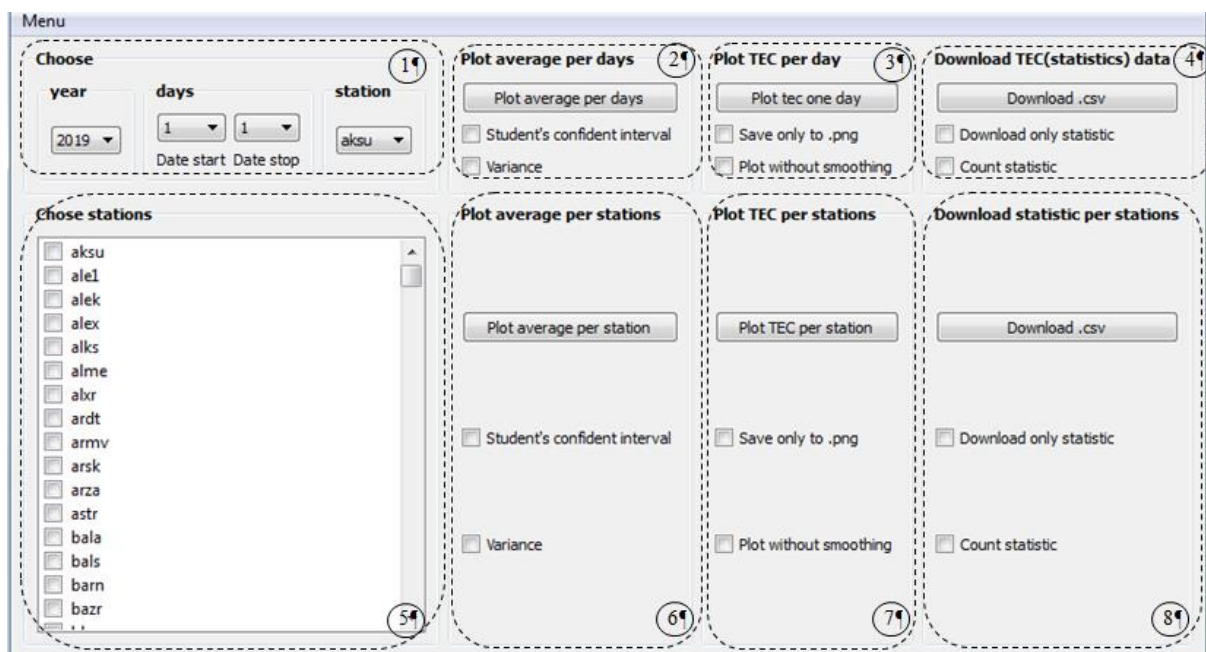 Menu
Choose
1¶
year
days
station
2019
1
1
aksu
Date start
Date stop
Plot average per days
2¶
Plot average per days
Student's confident interval
Variance
Plot TEC per day
3¶
Plot tec one day
Save only to .png
Plot without smoothing
Download TEC(statistics) data
4¶
Download .csv
Download only statistic
Count statistic
Chose stations
aksu
ale1
alek
alex
alks
alme
alxr
ardt
armv
arsk
arza
astr
bala
bals
barn
bazr
5¶
Plot average per stations
Plot average per station
Student's confident interval
Variance
6¶
Plot TEC per stations
Plot TEC per station
Save only to .png
Plot without smoothing
7¶
Download statistic per stations
Download .csv
Download only statistic
Count statistic
8¶